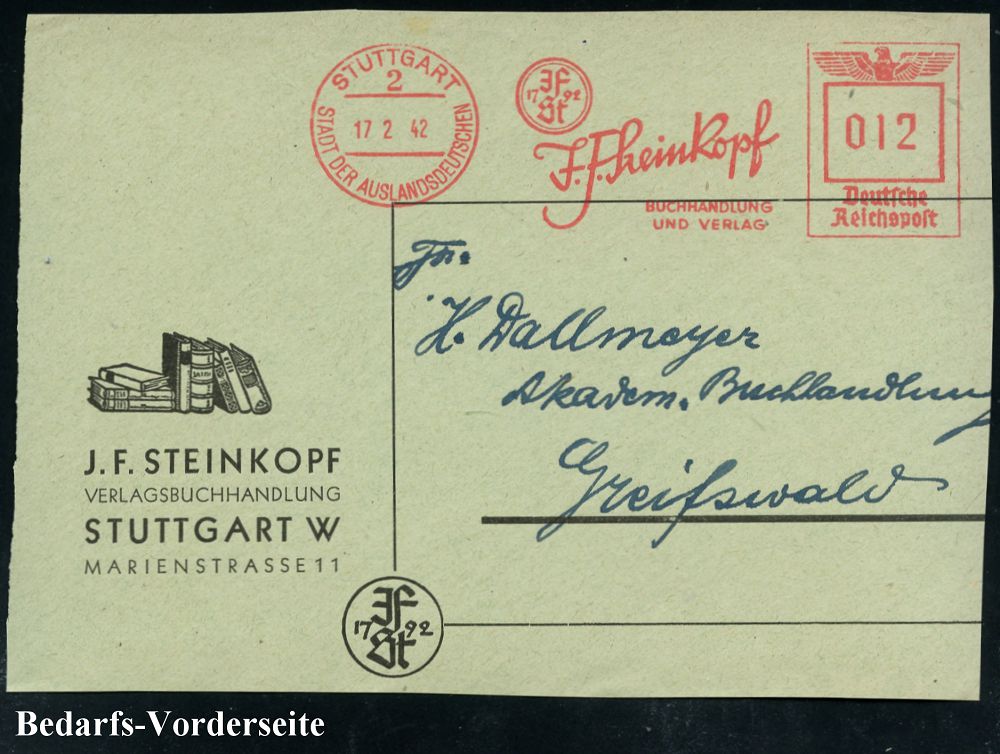 STUTTGART
2
17 2 42
STADT DER AUSLANDSDEUTSCHEN
JF
17 92
St
J.F. Steinkopf
BUCHHANDLUNG
UND VERLAG
012
Deutsche
Reichspost
Fa.
H. Dallmeyer
Akadem. Buchhandlung
Greifswald
J. F. STEINKOPF
VERLAGSBUCHHANDLUNG
STUTTGART W
MARIENSTRASSE 11
JF
17 92
St
Bedarfs-Vorderseite